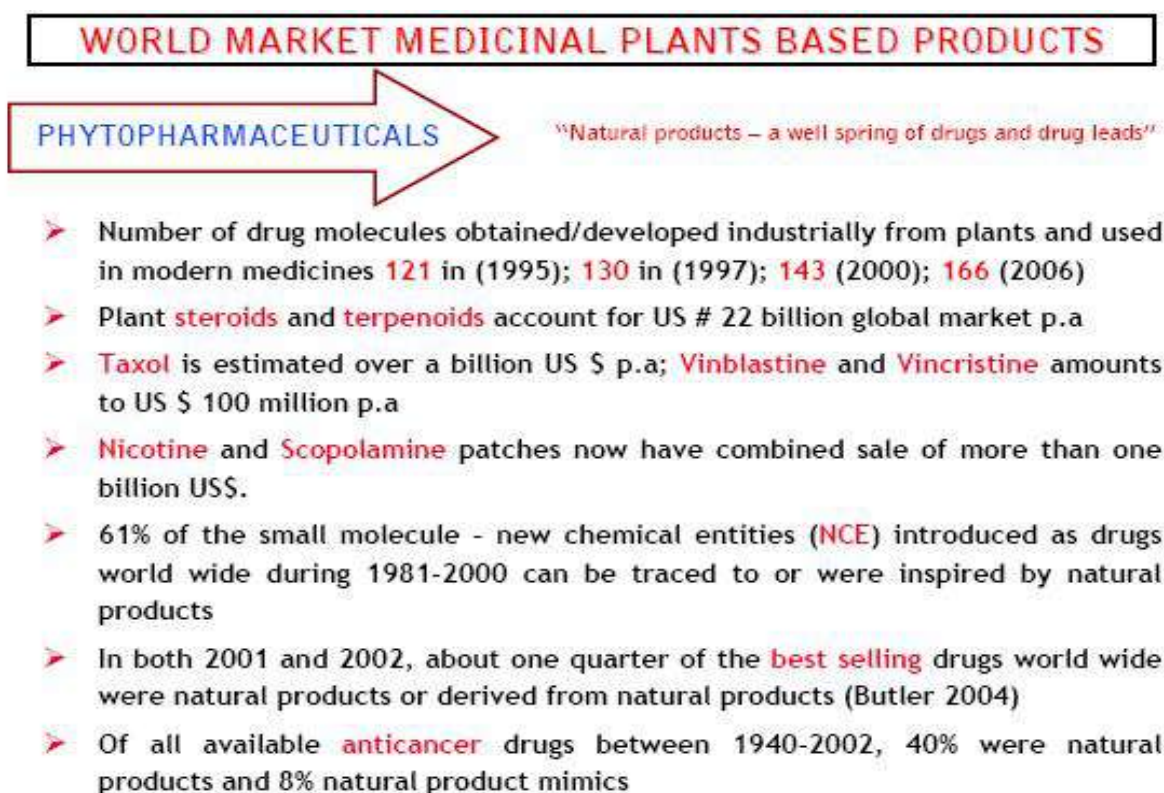 WORLD MARKET MEDICINAL PLANTS BASED PRODUCTS
PHYTOPHARMACEUTICALS
"Natural products – a well spring of drugs and drug leads"
➢ Number of drug molecules obtained/developed industrially from plants and used
in modern medicines 121 in (1995); 130 in (1997); 143 (2000); 166 (2006)
➢ Plant steroids and terpenoids account for US # 22 billion global market p.a
➢ Taxol is estimated over a billion US $ p.a; Vinblastine and Vincristine amounts
to US $ 100 million p.a
➢ Nicotine and Scopolamine patches now have combined sale of more than one
billion US$.
➢ 61% of the small molecule - new chemical entities (NCE) introduced as drugs
world wide during 1981-2000 can be traced to or were inspired by natural
products
➢ In both 2001 and 2002, about one quarter of the best selling drugs world wide
were natural products or derived from natural products (Butler 2004)
➢ Of all available anticancer drugs between 1940-2002, 40% were natural
products and 8% natural product mimics